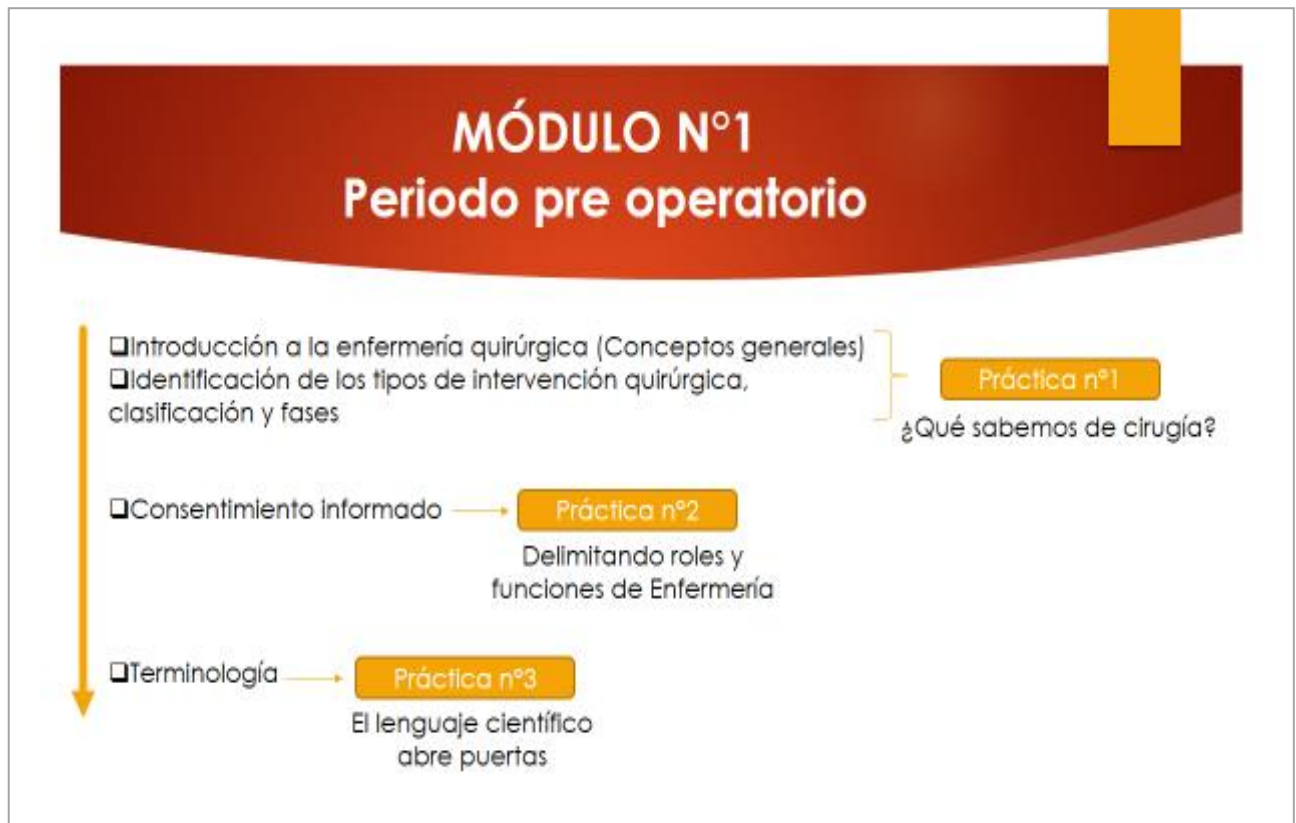 MÓDULO N°1
Periodo pre operatorio
❑Introducción a la enfermería quirúrgica (Conceptos generales)
❑Identificación de los tipos de intervención quirúrgica,
clasificación y fases
Práctica n°1
¿Qué sabemos de cirugía?
❑Consentimiento informado
Práctica n°2
Delimitando roles y
funciones de Enfermería
❑Terminología
Práctica n°3
El lenguaje científico
abre puertas